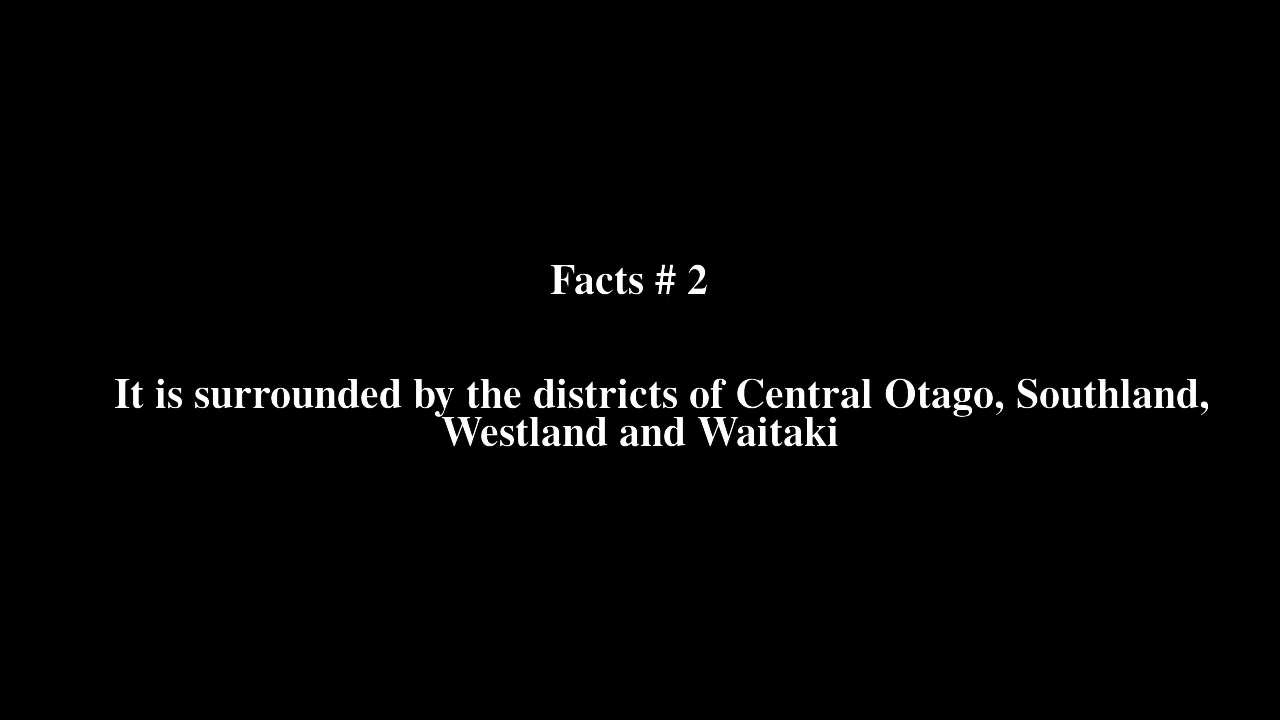 Facts # 2
It is surrounded by the districts of Central Otago, Southland,
Westland and Waitaki